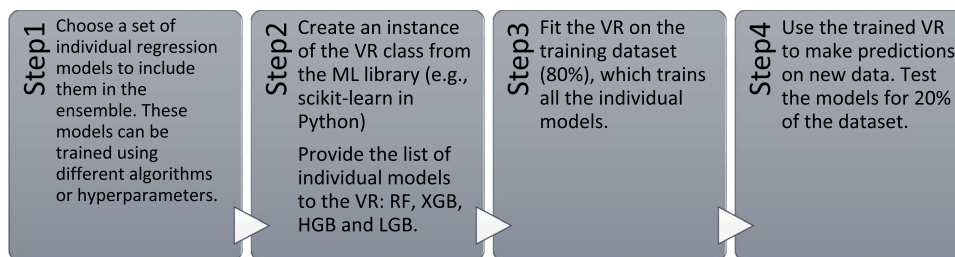 Step1
Choose a set of
individual regression
models to include
them in the
ensemble. These
models can be
trained using
different algorithms
or hyperparameters.
Step2
Create an instance
of the VR class from
the ML library (e.g.,
scikit-learn in
Python)
Provide the list of
individual models
to the VR: RF, XGB,
HGB and LGB.
Step3
Fit the VR on the
training dataset
(80%), which trains
all the individual
models.
Step4
Use the trained VR
to make predictions
on new data. Test
the models for 20%
of the dataset.